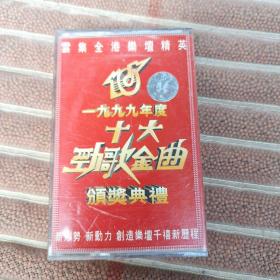 雲集全港樂壇精英
10
一九九九年度
十大
勁歌金曲
頒獎典禮
新形勢 新動力 創造樂壇千禧新歷程